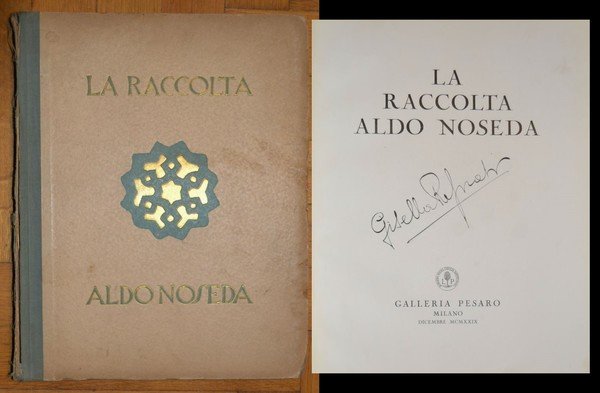 LA RACCOLTA
ALDO NOSEDA
LA
RACCOLTA
ALDO NOSEDA
GALLERIA PESARO
MILANO
DICEMBRE MCMXXIX